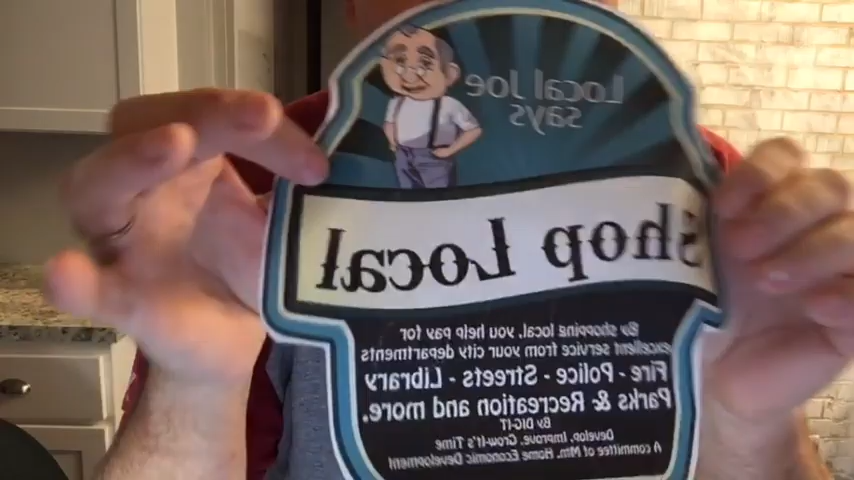 Local Joe
says
Shop Local
By shopping local, you help pay for
excellent service from your city departments
Fire - Police - Streets - Library
Parks & Recreation and more.
By DIG-IT
Develop, Improve, Grow-It's Time
A committee of Mtn. Home Economic Development